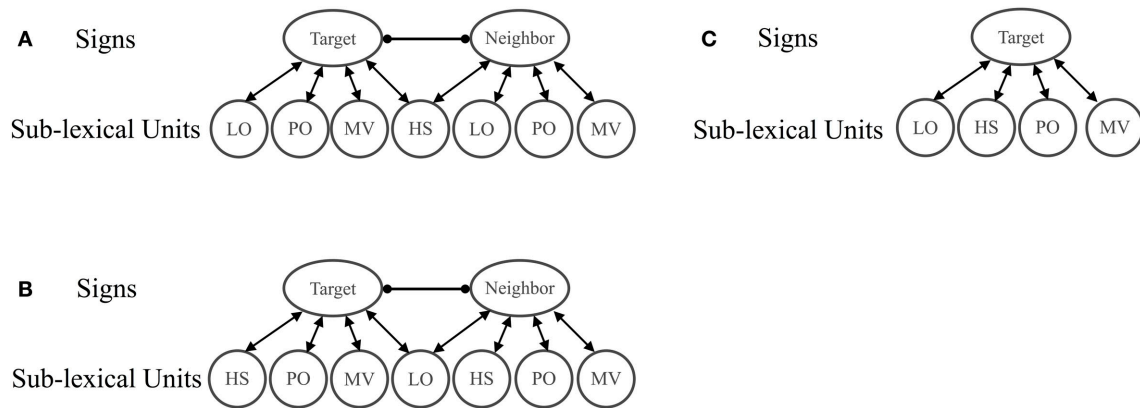 A Signs Target Neighbor
Sub-lexical Units LO PO MV HS LO PO MV
B Signs Target Neighbor
Sub-lexical Units HS PO MV LO HS PO MV
C Signs Target
Sub-lexical Units LO HS PO MV